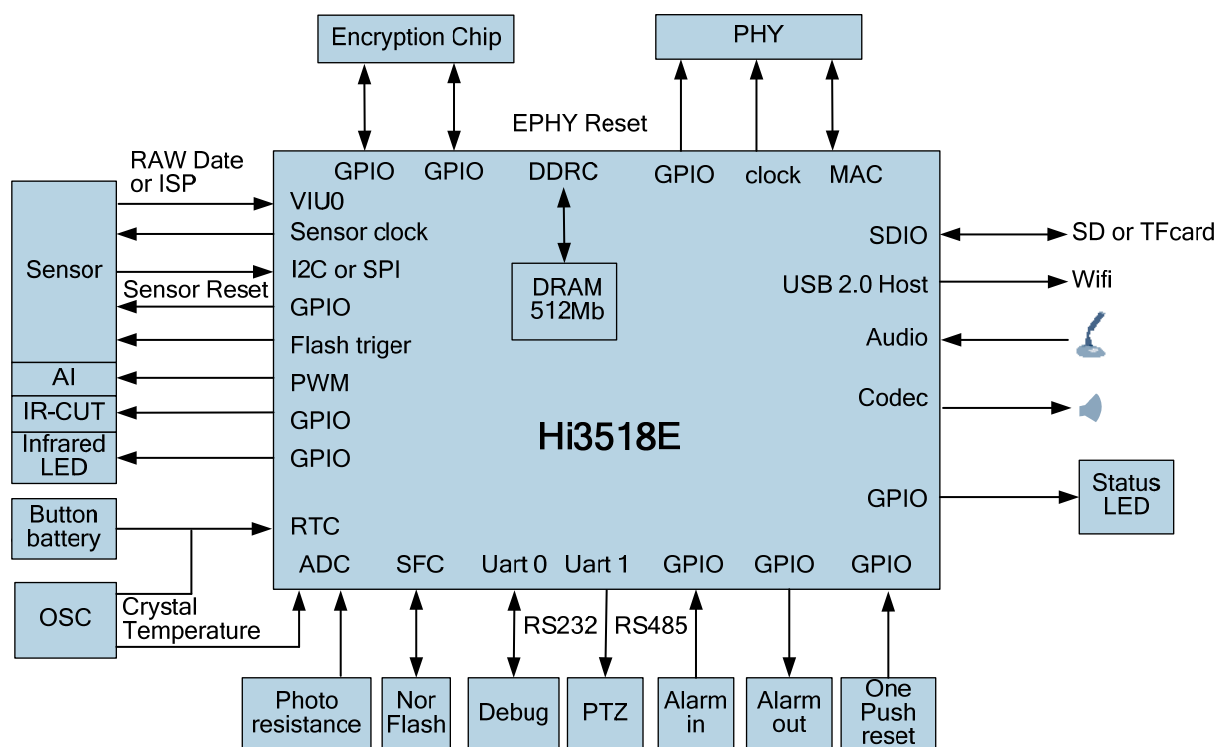 Encryption Chip
PHY
EPHY Reset
GPIO
GPIO
DDRC
GPIO
clock
MAC
RAW Date
or ISP
Sensor
VIU0
Sensor clock
I2C or SPI
Sensor Reset
GPIO
Flash triger
AI
PWM
IR-CUT
GPIO
Infrared
LED
GPIO
DRAM
512Mb
Hi3518E
SDIO
SD or TFcard
USB 2.0 Host
Wifi
Audio
Codec
GPIO
Status
LED
Button
battery
RTC
OSC
Crystal
Temperature
ADC
SFC
Uart 0
Uart 1
GPIO
GPIO
GPIO
RS232
RS485
Photo
resistance
Nor
Flash
Debug
PTZ
Alarm
in
Alarm
out
One
Push
reset